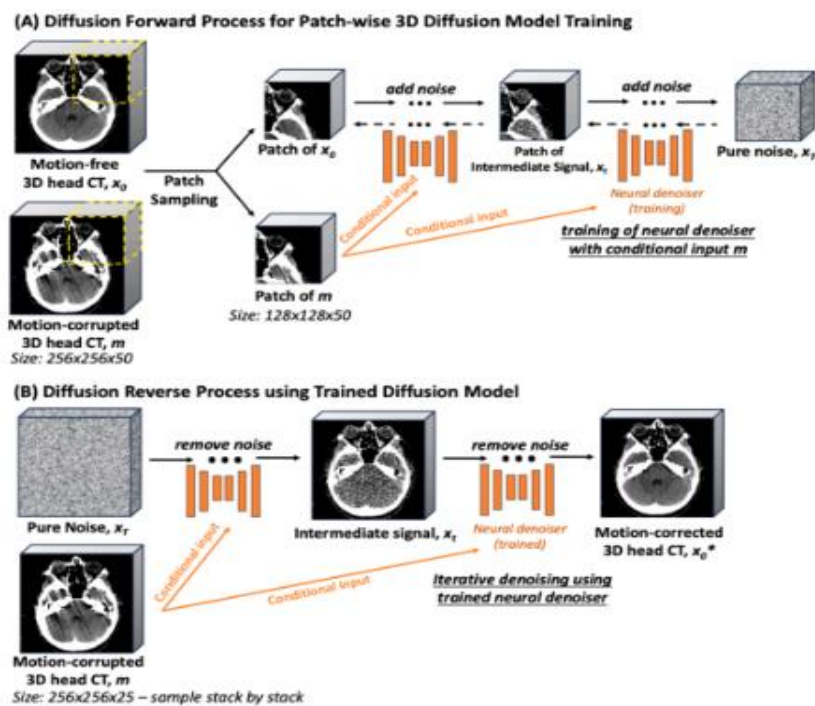 (A) Diffusion Forward Process for Patch-wise 3D Diffusion Model Training
Motion-free
3D head CT, x₀
Patch
Sampling
Patch of x₀
add noise
Patch of
Intermediate Signal, xₜ
add noise
Pure noise, x_T
Conditional input
Conditional input
Neural denoiser
(training)
training of neural denoiser
with conditional input m
Patch of m
Size: 128x128x50
Motion-corrupted
3D head CT, m
Size: 256x256x50
(B) Diffusion Reverse Process using Trained Diffusion Model
Pure Noise, x_T
remove noise
Intermediate signal, xₜ
remove noise
Neural denoiser
(trained)
Motion-corrected
3D head CT, x₀*
Conditional input
Conditional Input
Iterative denoising using
trained neural denoiser
Motion-corrupted
3D head CT, m
Size: 256x256x25 – sample stack by stack